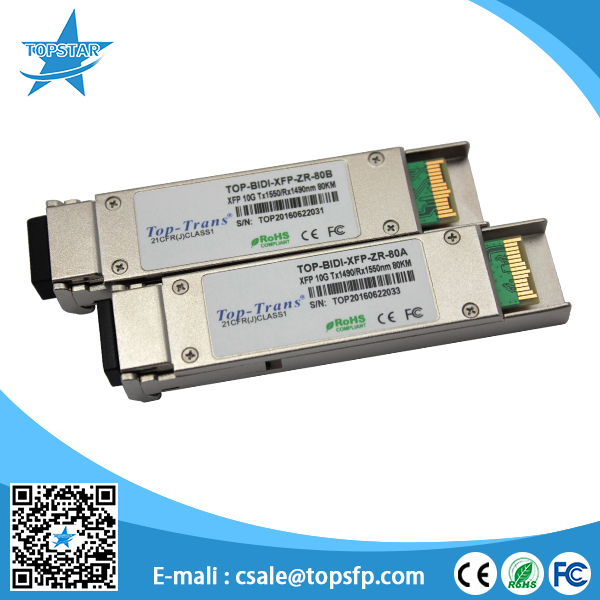 TOPSTAR
TOP-BIDI-XFP-ZR-80B
XFP 10G Tx1550/Rx1490nm 80KM
Top-Trans®
21CFR(J)CLASS1
S/N: TOP20160622031
RoHS
COMPLIANT
CE FC
TOP-BIDI-XFP-ZR-80A
XFP 10G Tx1490/Rx1550nm 80KM
Top-Trans®
21CFR(J)CLASS1
S/N: TOP20160622033
RoHS
COMPLIANT
CE FC
E-mali : csale@topsfp.com
CE RoHS FC